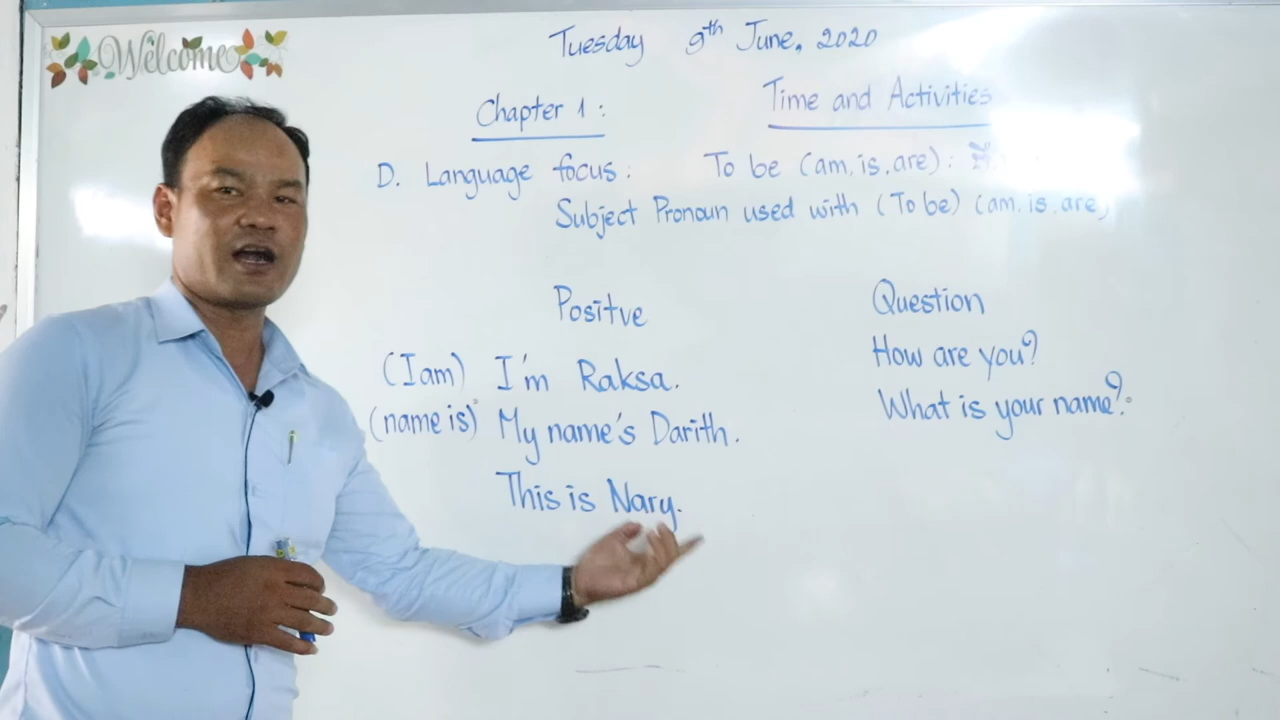 Welcome
Tuesday 9th June, 2020
Chapter 1 : Time and Activities
D. Language focus : To be (am, is, are) :
Subject Pronoun used with (To be) (am, is, are)
Positve Question
(I am) I'm Raksa. How are you?
(name is) My name's Darith. What is your name?
This is Nary.